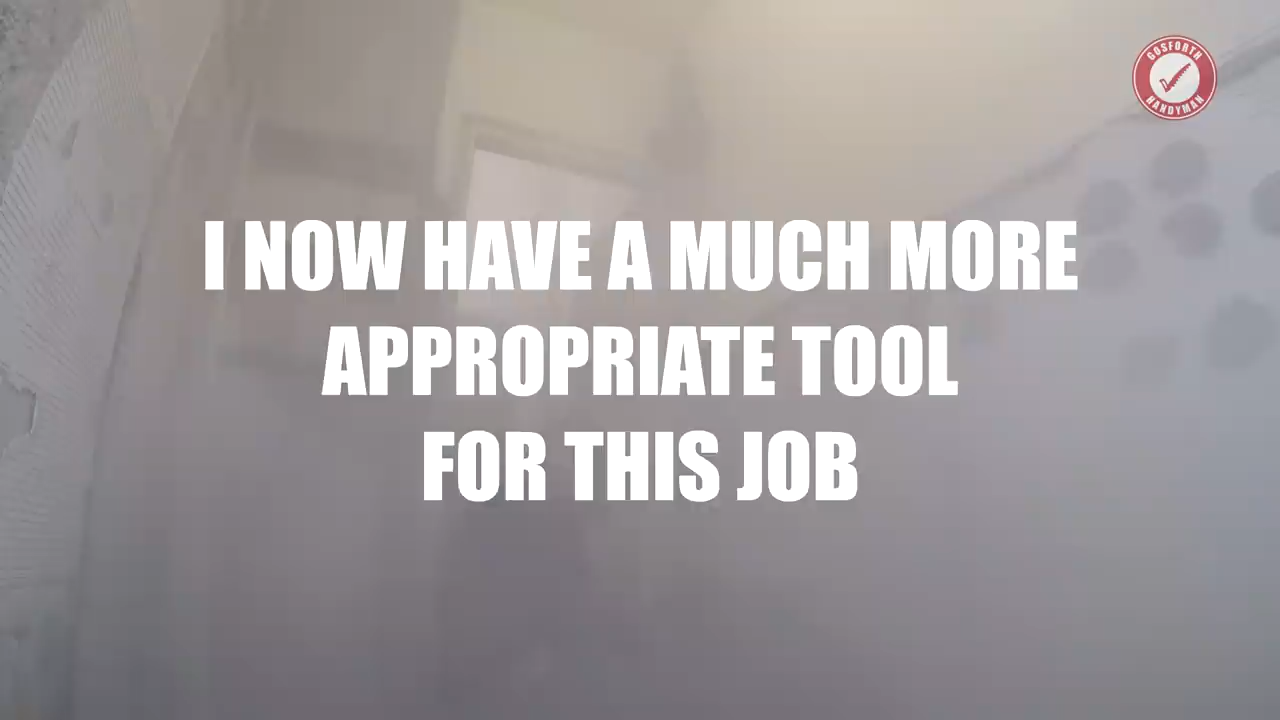 GOSFORTH
HANDYMAN
I NOW HAVE A MUCH MORE
APPROPRIATE TOOL
FOR THIS JOB